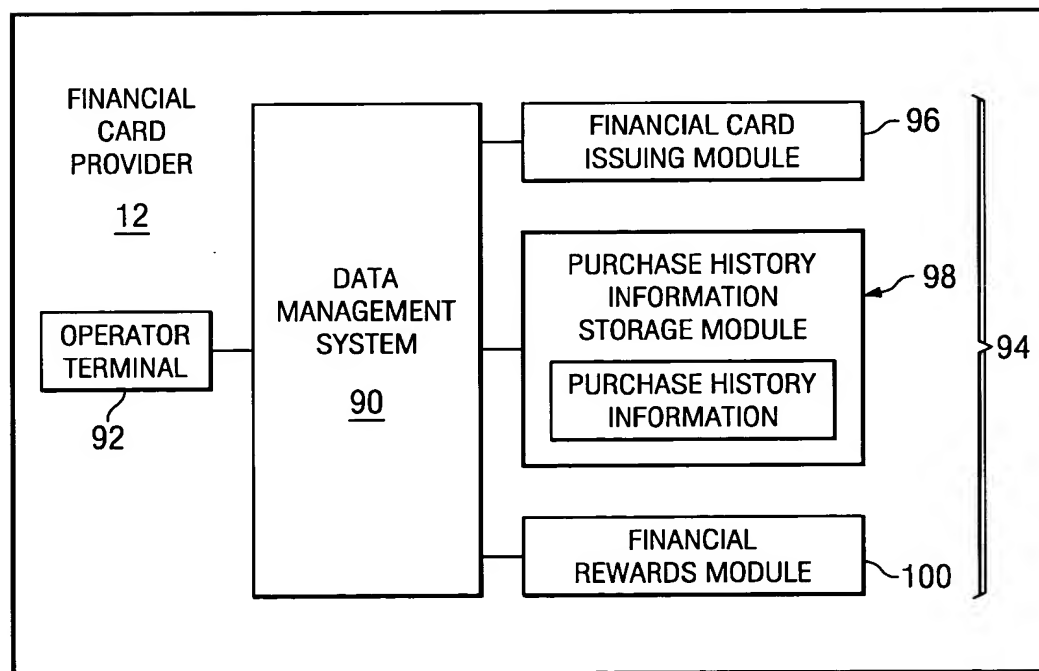 FINANCIAL
CARD
PROVIDER
12
OPERATOR
TERMINAL
92
DATA
MANAGEMENT
SYSTEM
90
FINANCIAL CARD
ISSUING MODULE
96
PURCHASE HISTORY
INFORMATION
STORAGE MODULE
98
PURCHASE HISTORY
INFORMATION
FINANCIAL
REWARDS MODULE
100
94